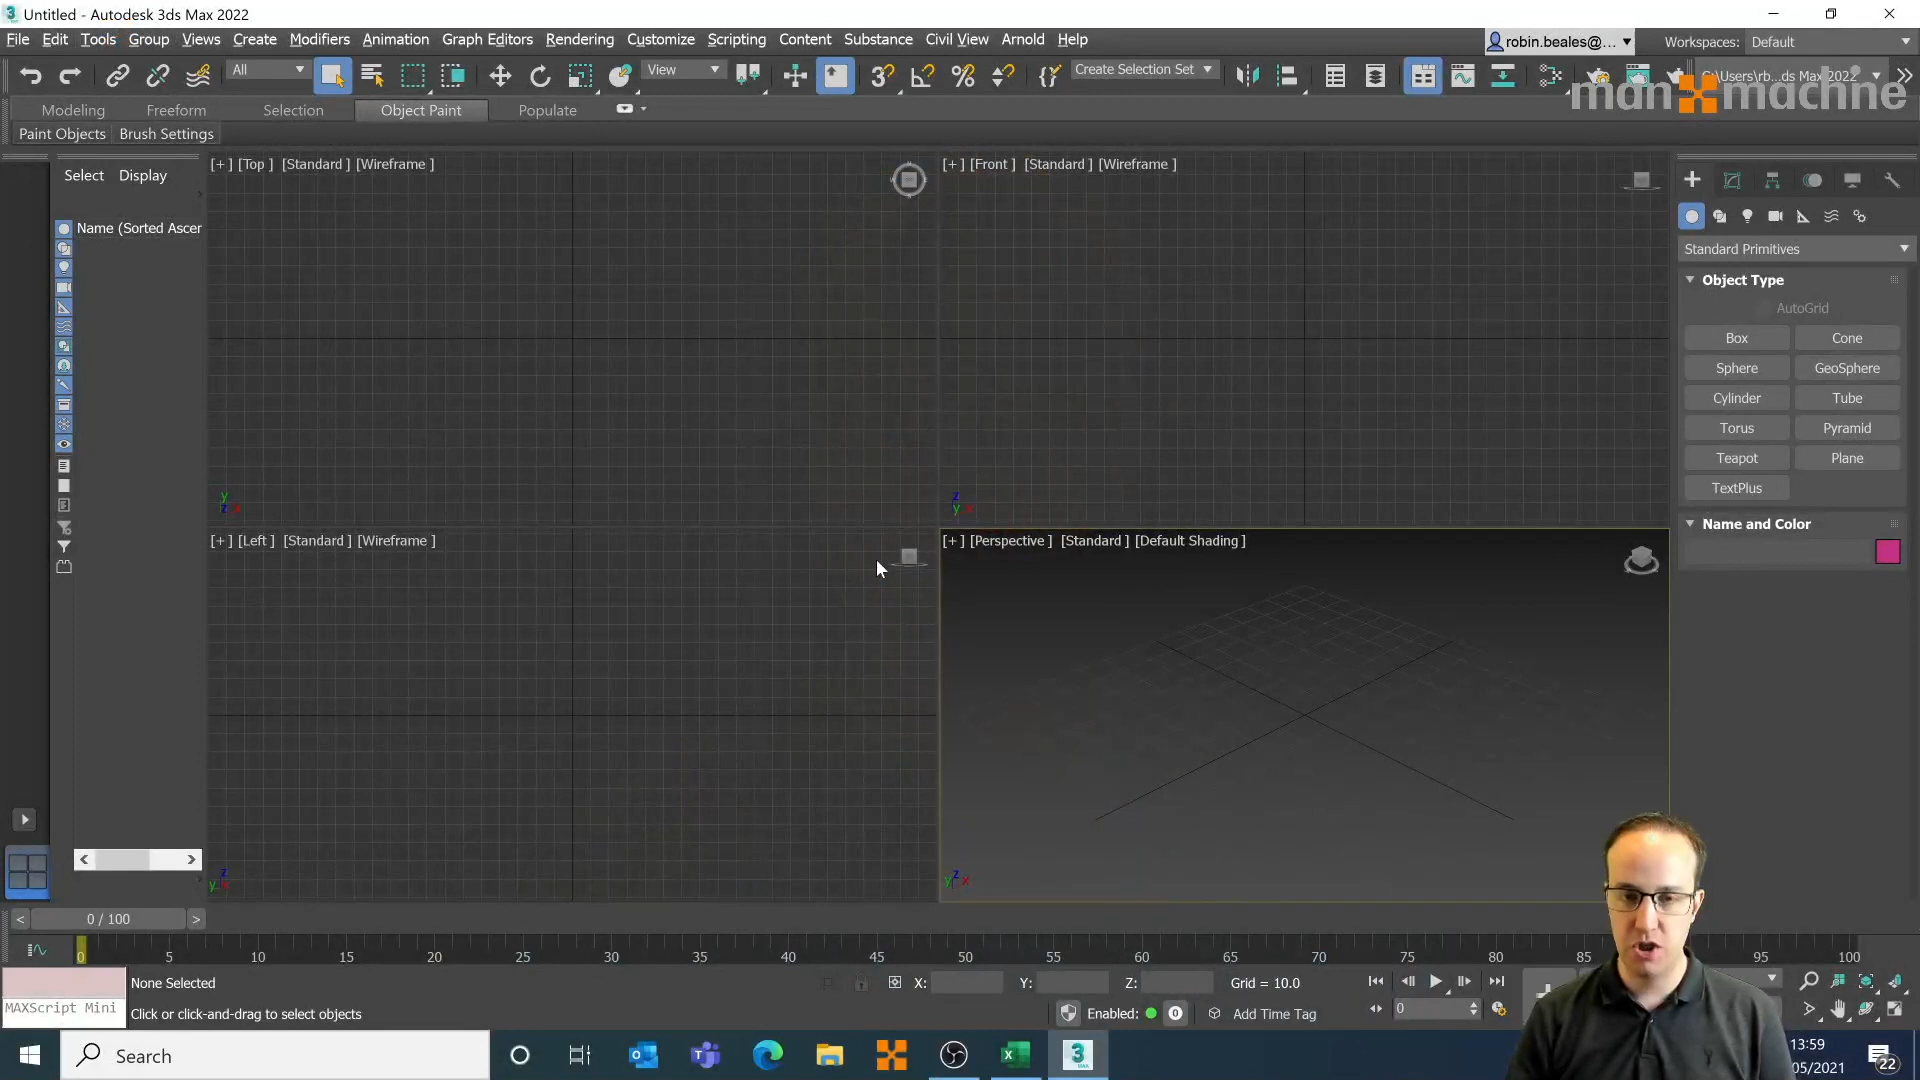 Untitled - Autodesk 3ds Max 2022
File Edit Tools Group Views Create Modifiers Animation Graph Editors Rendering Customize Scripting Content Substance Civil View Arnold Help
robin.beales@... Workspaces: Default
All View Create Selection Set
man machine
Modeling Freeform Selection Object Paint Populate
Paint Objects Brush Settings
Select Display
Name (Sorted Ascer
[+] [Top] [Standard] [Wireframe]
[+] [Front] [Standard] [Wireframe]
[+] [Left] [Standard] [Wireframe]
[+] [Perspective] [Standard] [Default Shading]
Standard Primitives
Object Type
AutoGrid
Box Cone
Sphere GeoSphere
Cylinder Tube
Torus Pyramid
Teapot Plane
TextPlus
Name and Color
< 0 / 100 >
0 5 10 15 20 25 30 35 40 45 50 55 60 65 70 75 80 85 95 100
None Selected X: Y: Z: Grid = 10.0
MAXScript Mini
Click or click-and-drag to select objects Enabled: 0 Add Time Tag 0
Search
13:59
05/2021
22